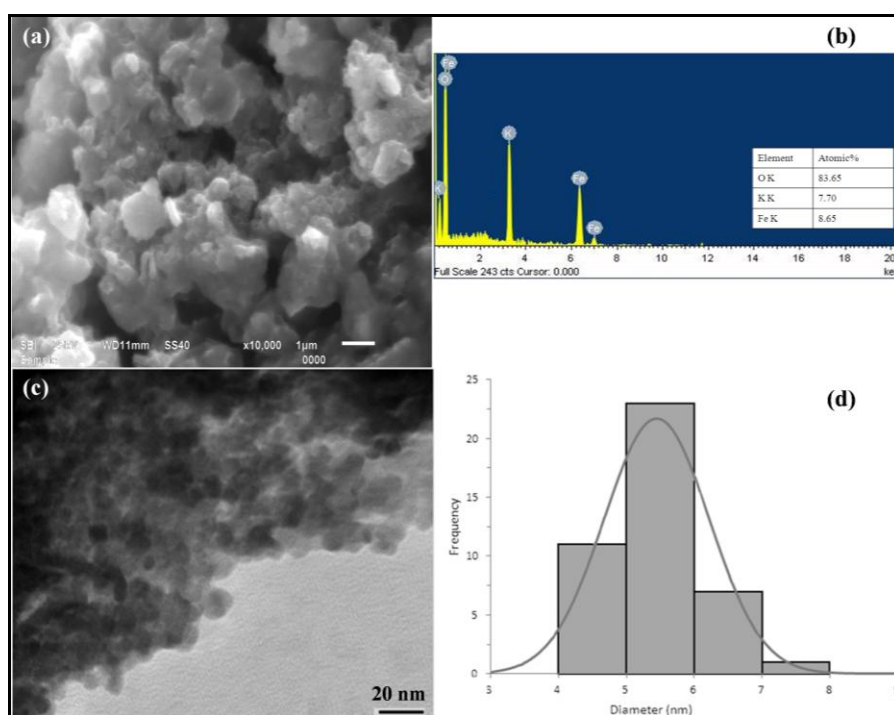 (a)
WD11mm SS40 x10,000 1µm
0000
(b)
Fe
O
K
K
Fe
Fe
Element Atomic%
O K 83.65
K K 7.70
Fe K 8.65
2 4 6 8 10 12 14 16 18 20
Full Scale 243 cts Cursor: 0.000 ke
(c)
20 nm
(d)
25
20
15
10
5
0
Frequency
3 4 5 6 7 8
Diameter (nm)